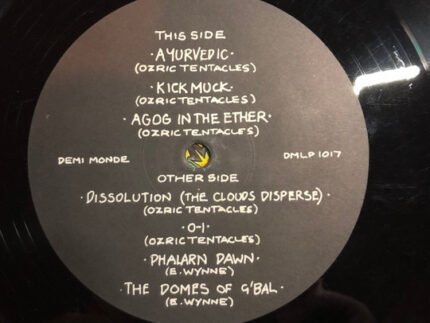 THIS SIDE
·AYURVEDIC·
(OZRIC TENTACLES)
·KICK MUCK·
(OZRIC TENTACLES)
·AGOG IN THE ETHER·
(OZRIC TENTACLES)
DEMI MONDE
DMLP 1017
OTHER SIDE
·DISSOLUTION (THE CLOUDS DISPERSE)·
(OZRIC TENTACLES)
·O-I·
(OZRIC TENTACLES)
·PHALARN DAWN·
(E.WYNNE)
·THE DOMES OF G'BAL·
(E.WYNNE)